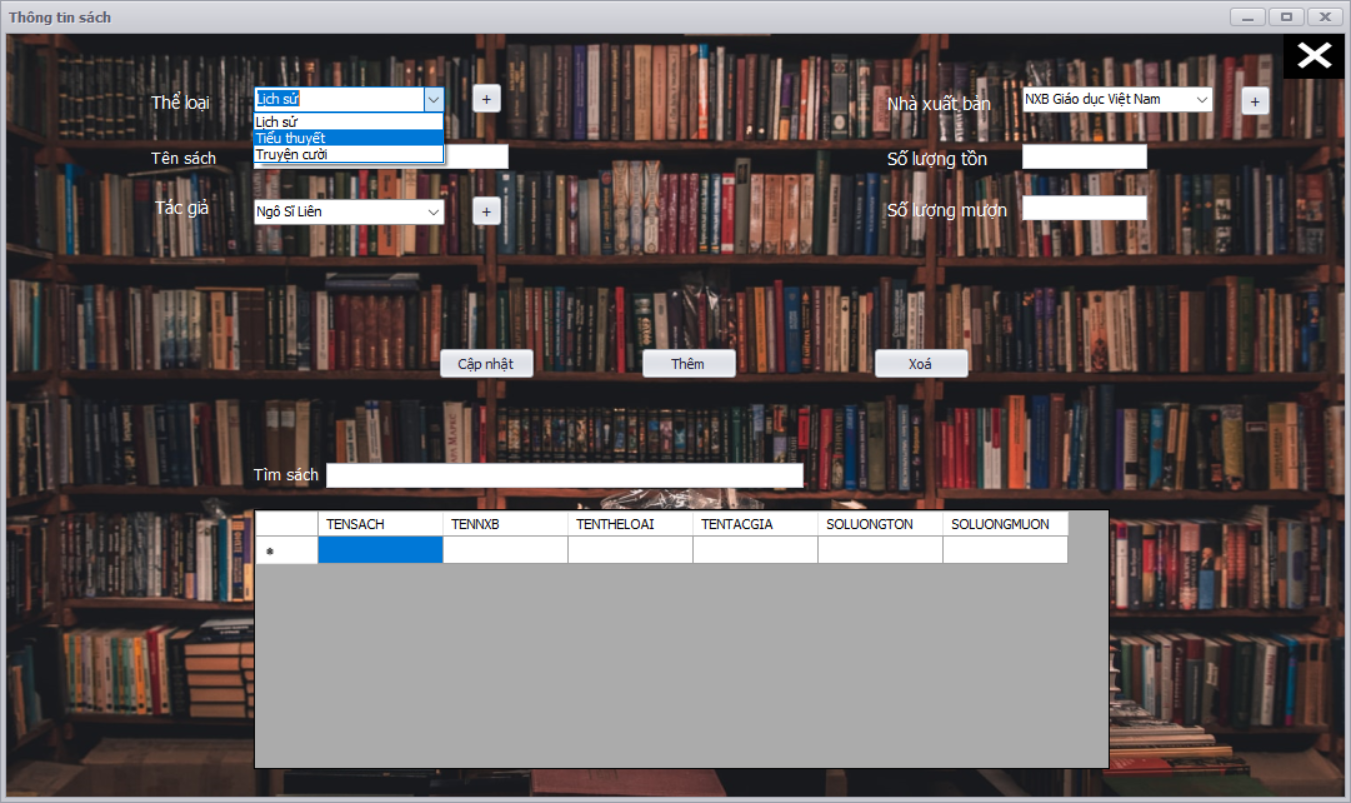 Thông tin sách
Thể loại
Lịch sử
+
Nhà xuất bản
NXB Giáo dục Việt Nam
+
Lịch sử
Tiểu thuyết
Truyện cười
Tên sách
Số lượng tồn
Tác giả
Ngô Sĩ Liên
+
Số lượng mượn
Cập nhật
Thêm
Xoá
Tìm sách
TENSACH TENNXB TENTHELOAI TENTACGIA SOLUONGTON SOLUONGMUON